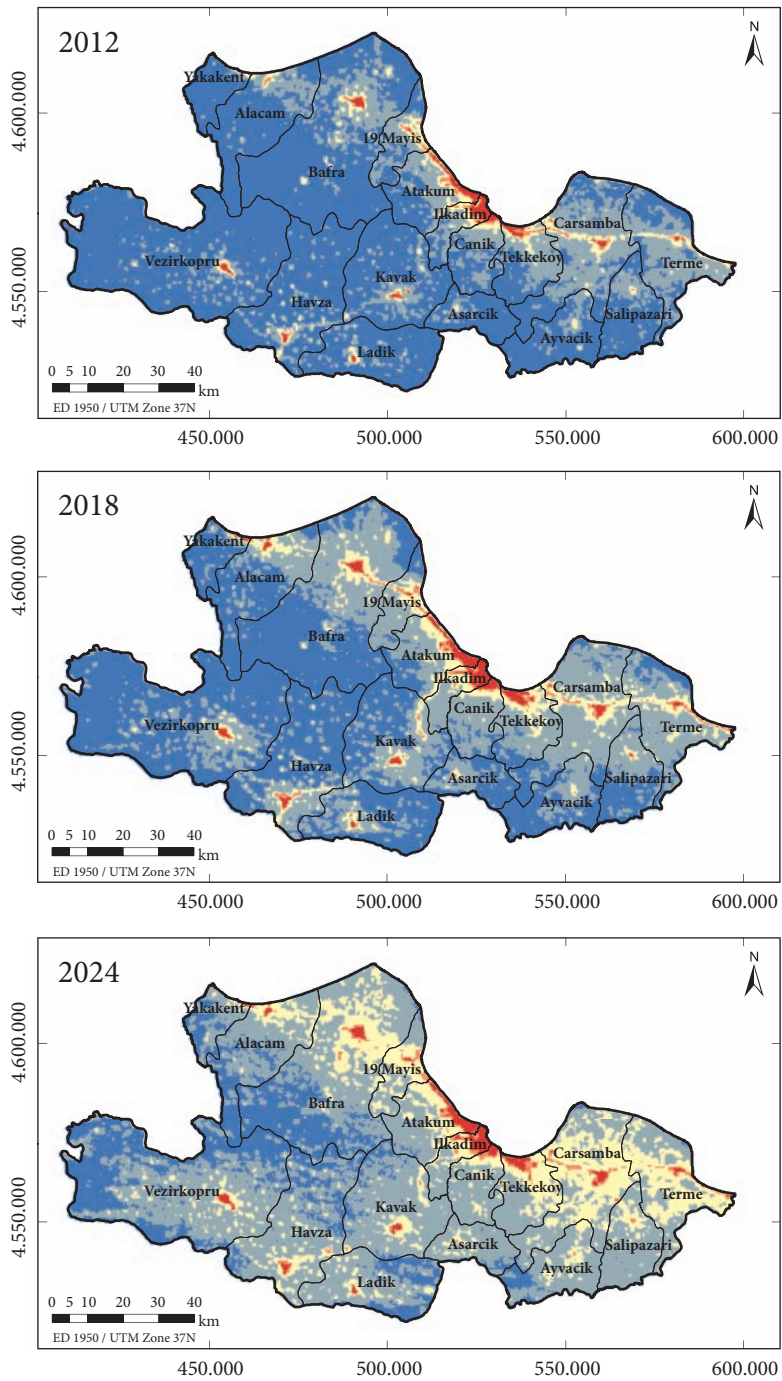 2012
N
Yakakent
Alacam
4.600.000
19 Mayis
Bafra
Atakum
Ilkadim
Carsamba
Canik
Tekkekoy
Vezirkopru
Terme
Kavak
4.550.000
Havza
Asarcik
Salipazari
Ayvacik
Ladik
0 5 10 20 30 40
km
ED 1950 / UTM Zone 37N
450.000 500.000 550.000 600.000
2018
N
Yakakent
Alacam
4.600.000
19 Mayis
Bafra
Atakum
Ilkadim
Carsamba
Canik
Tekkekoy
Vezirkopru
Terme
Kavak
4.550.000
Havza
Asarcik
Salipazari
Ayvacik
Ladik
0 5 10 20 30 40
km
ED 1950 / UTM Zone 37N
450.000 500.000 550.000 600.000
2024
N
Yakakent
Alacam
4.600.000
19 Mayis
Bafra
Atakum
Ilkadim
Carsamba
Canik
Tekkekoy
Vezirkopru
Terme
Kavak
4.550.000
Havza
Asarcik
Salipazari
Ayvacik
Ladik
0 5 10 20 30 40
km
ED 1950 / UTM Zone 37N
450.000 500.000 550.000 600.000